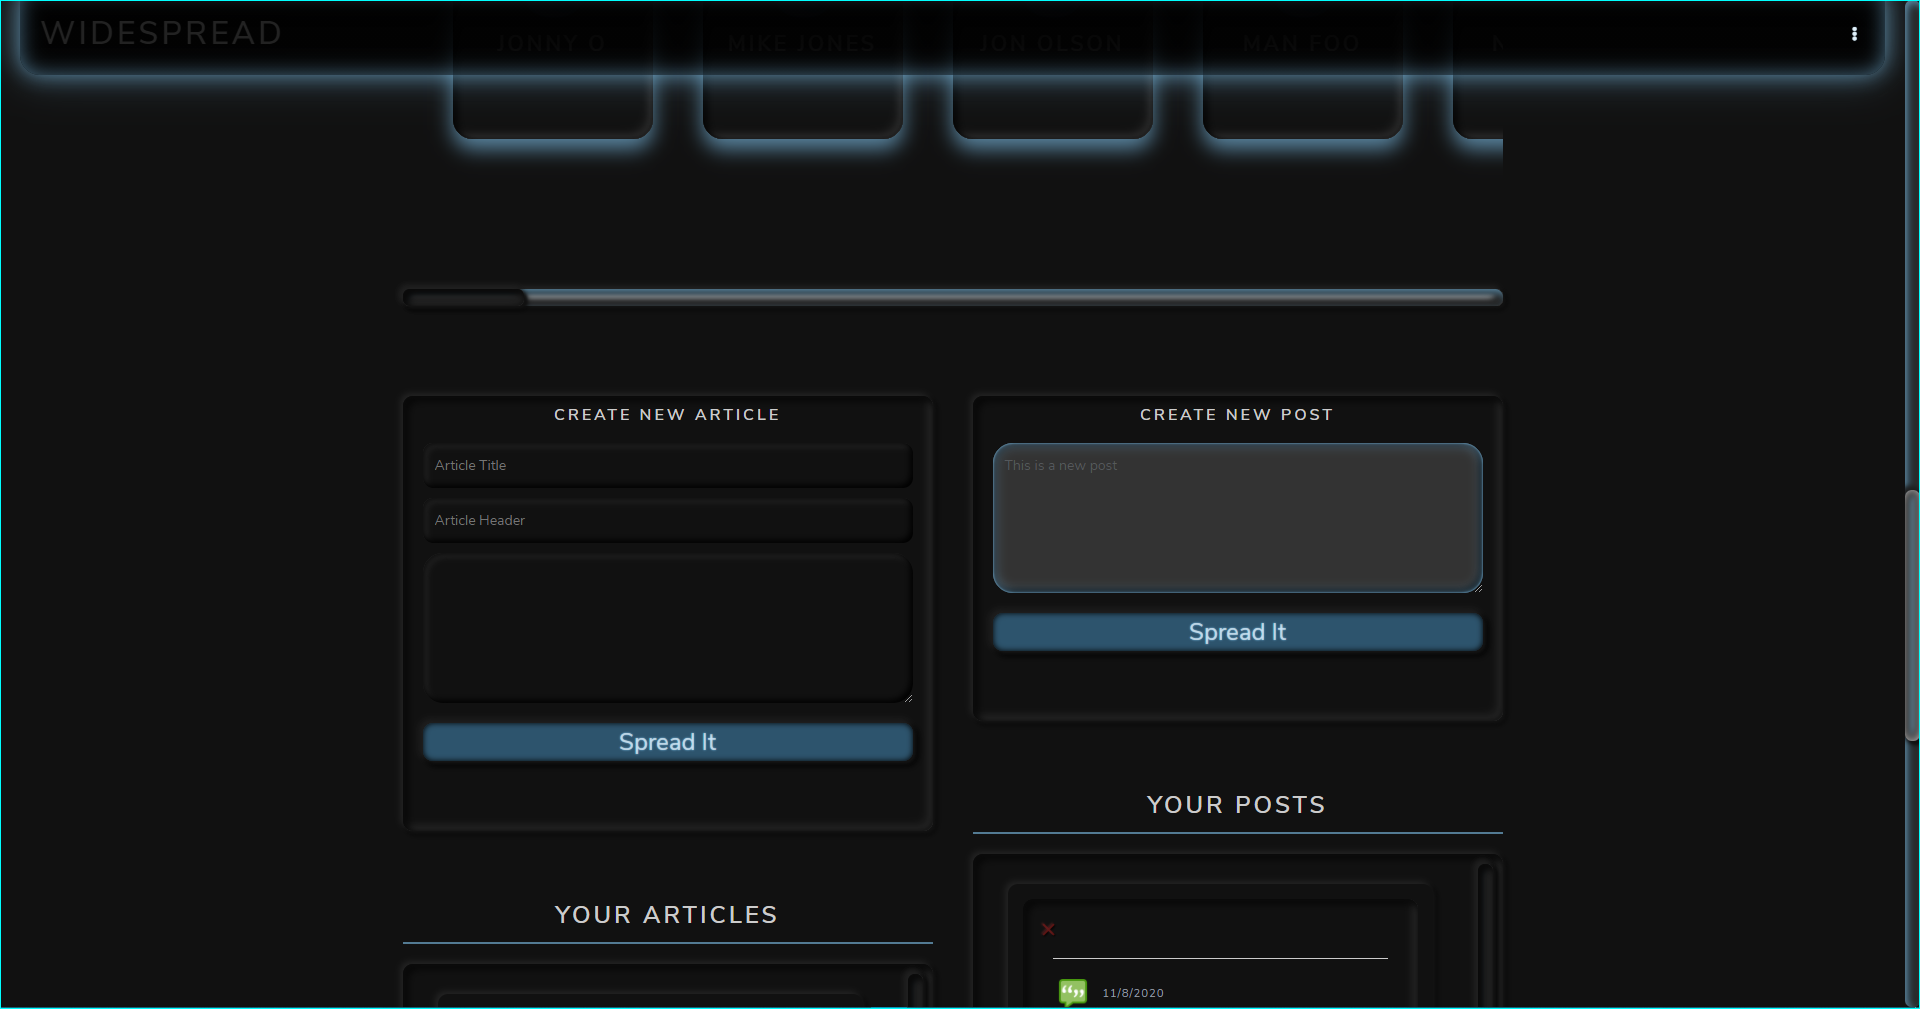 WIDESPREAD
JONNY O
MIKE JONES
JON OLSON
MAN FOO
CREATE NEW ARTICLE
Article Title
Article Header
Spread It
YOUR ARTICLES
CREATE NEW POST
This is a new post
Spread It
YOUR POSTS
11/8/2020